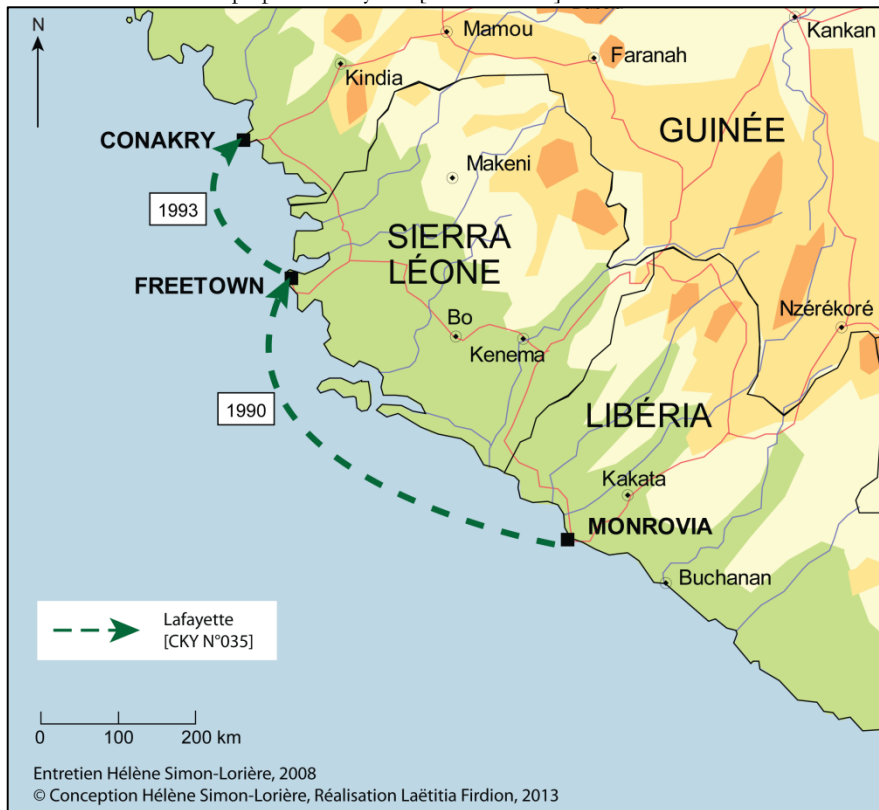 N
Mamou
Kankan
Faranah
Kindia
CONAKRY
GUINÉE
Makeni
1993
SIERRA
LÉONE
FREETOWN
Nzérékoré
Bo
Kenema
1990
LIBÉRIA
Kakata
MONROVIA
Buchanan
Lafayette
[CKY N°035]
0 100 200 km
Entretien Hélène Simon-Lorière, 2008
© Conception Hélène Simon-Lorière, Réalisation Laëtitia Firdion, 2013